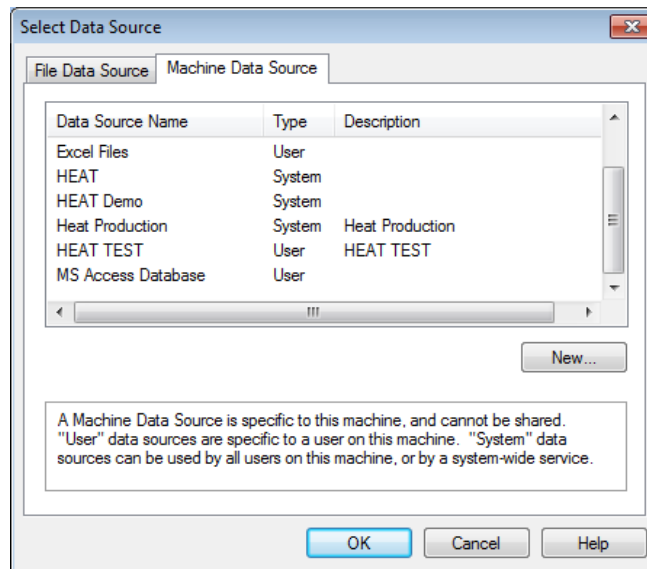 Select Data Source
File Data Source Machine Data Source
Data Source Name Type Description
Excel Files User
HEAT System
HEAT Demo System
Heat Production System Heat Production
HEAT TEST User HEAT TEST
MS Access Database User
New...
A Machine Data Source is specific to this machine, and cannot be shared.
"User" data sources are specific to a user on this machine. "System" data
sources can be used by all users on this machine, or by a system-wide service.
OK Cancel Help